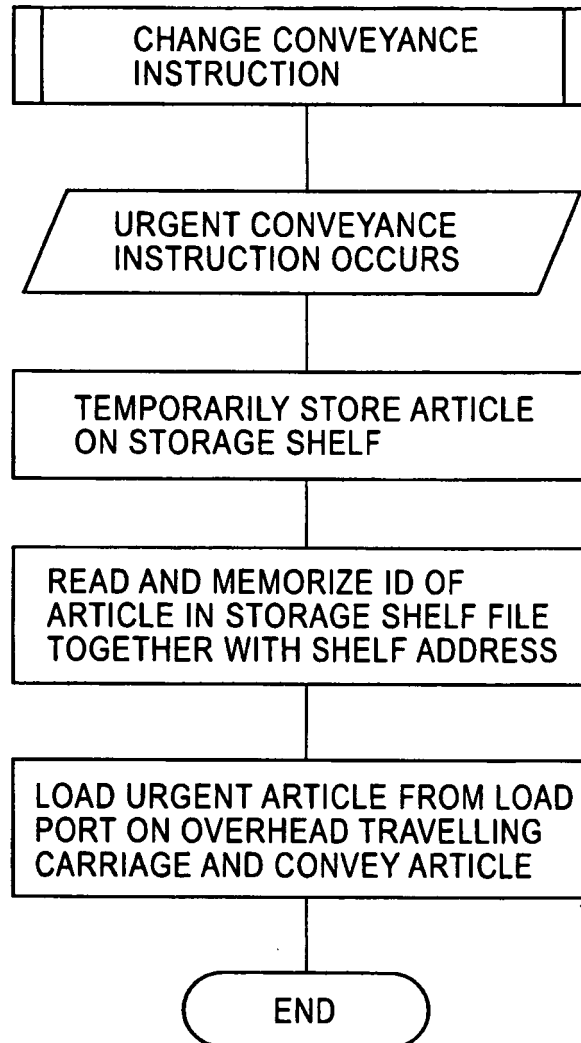 CHANGE CONVEYANCE
INSTRUCTION
URGENT CONVEYANCE
INSTRUCTION OCCURS
TEMPORARILY STORE ARTICLE
ON STORAGE SHELF
READ AND MEMORIZE ID OF
ARTICLE IN STORAGE SHELF FILE
TOGETHER WITH SHELF ADDRESS
LOAD URGENT ARTICLE FROM LOAD
PORT ON OVERHEAD TRAVELLING
CARRIAGE AND CONVEY ARTICLE
END